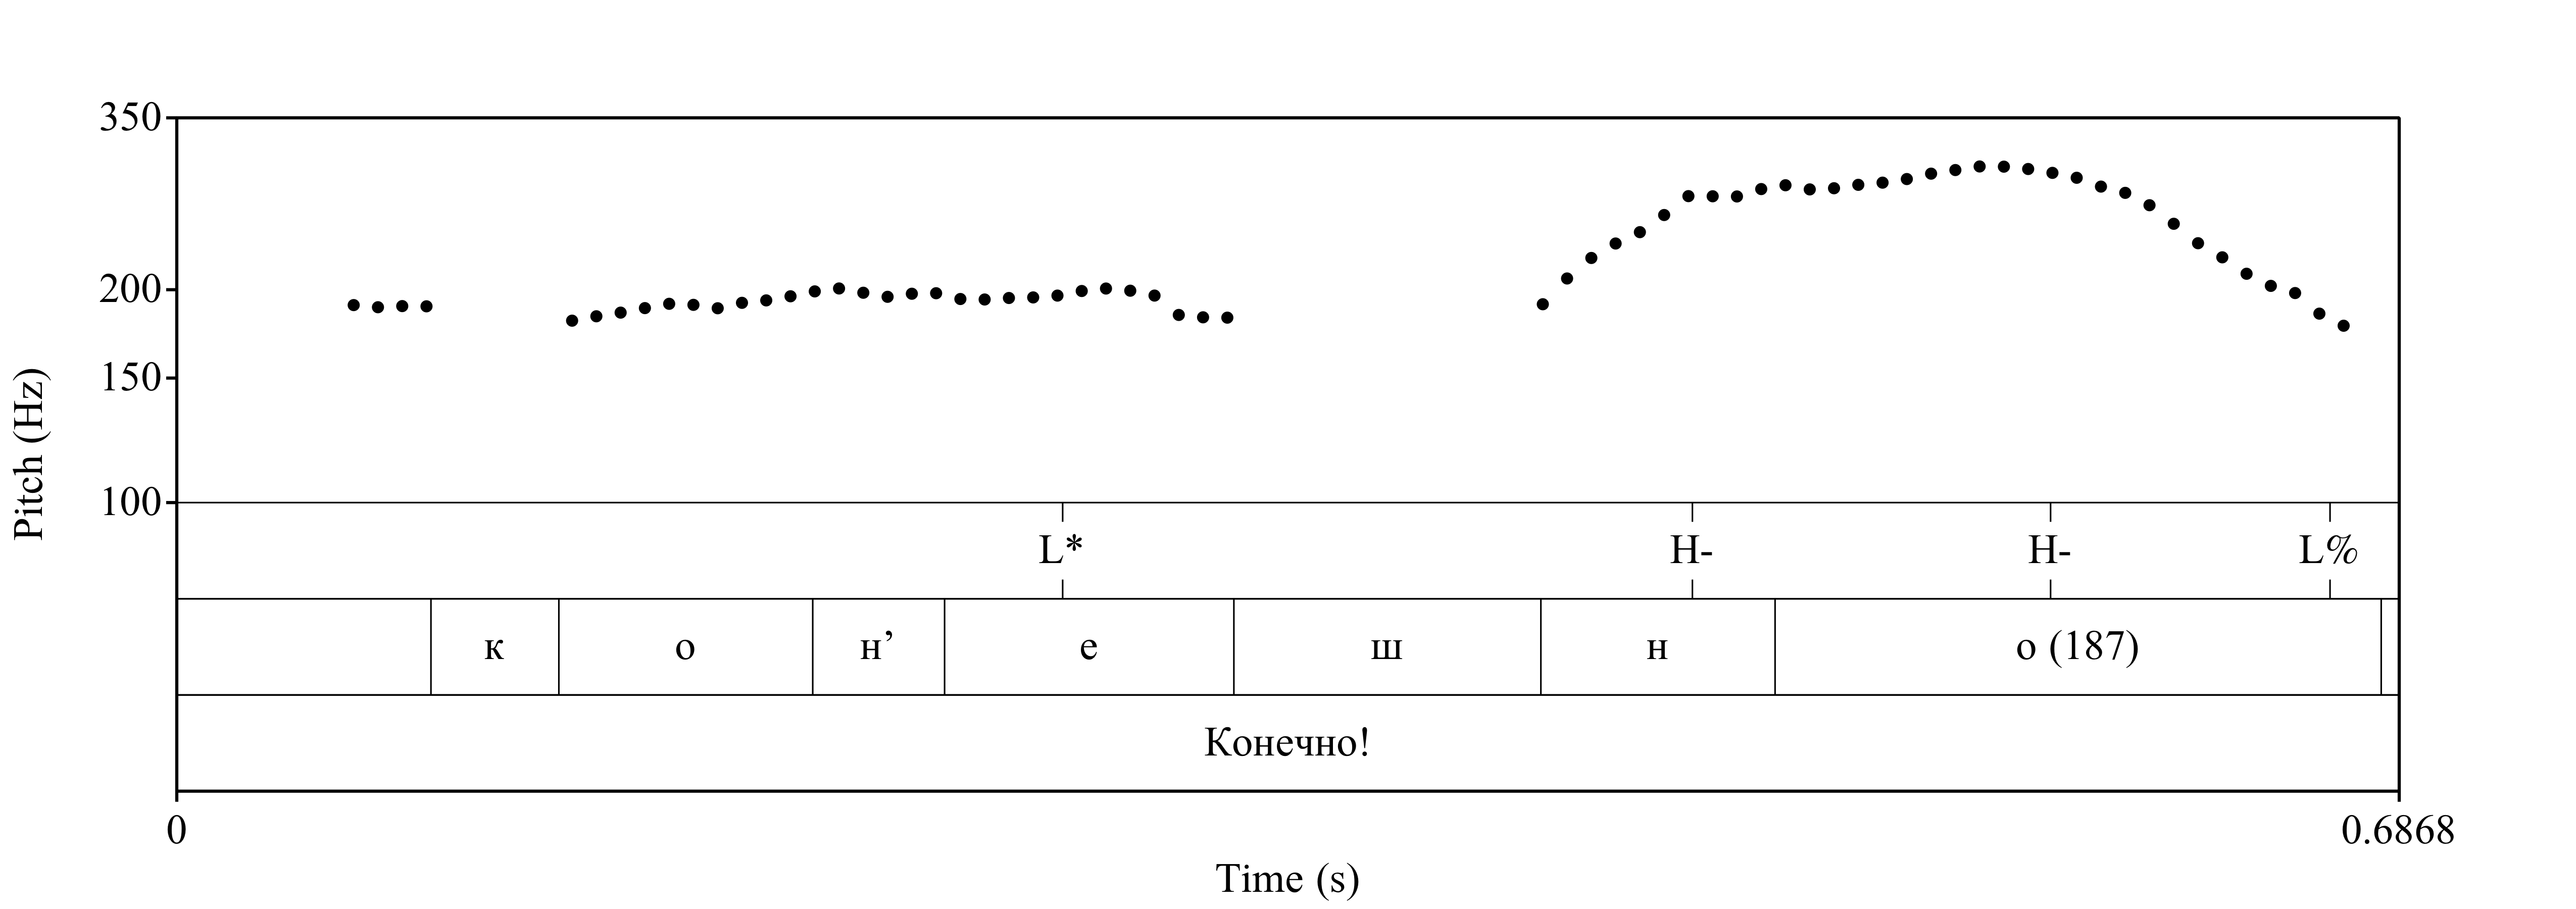 350
200
150
100
Pitch (Hz)
L* H- H- L%
к о н’ е ш н о (187)
Конечно!
0 0.6868
Time (s)